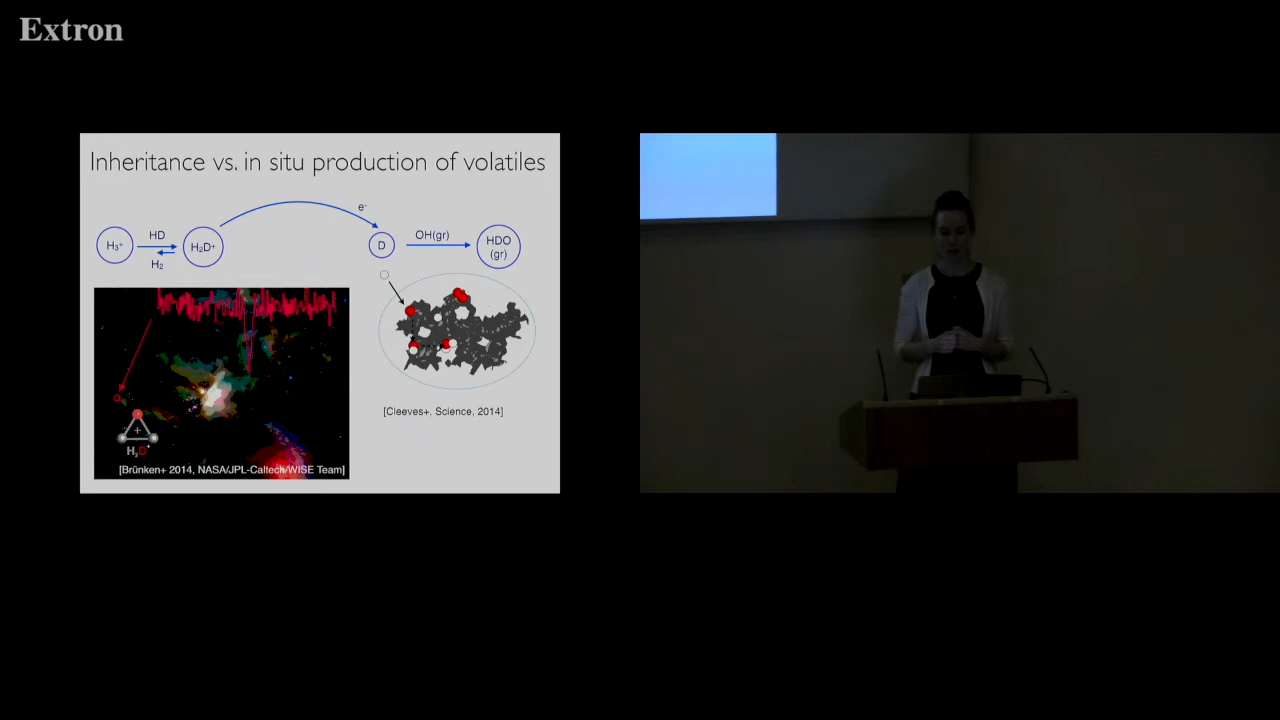 Extron
Inheritance vs. in situ production of volatiles
e-
H3+
HD
H2
H2D+
D
OH(gr)
HDO
(gr)
[Cleeves+, Science, 2014]
+
H2D+
[Brünken+ 2014, NASA/JPL-Caltech/WISE Team]